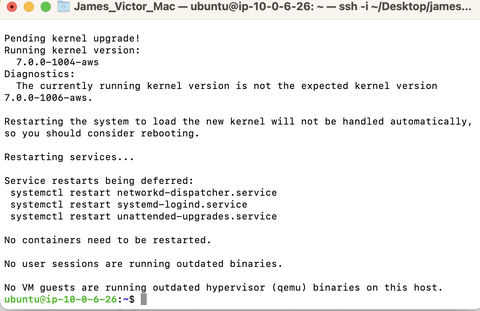 James_Victor_Mac — ubuntu@ip-10-0-6-26: ~ — ssh -i ~/Desktop/james...
Pending kernel upgrade!
Running kernel version:
  7.0.0-1004-aws
Diagnostics:
  The currently running kernel version is not the expected kernel version
7.0.0-1006-aws.
Restarting the system to load the new kernel will not be handled automatically,
so you should consider rebooting.
Restarting services...
Service restarts being deferred:
 systemctl restart networkd-dispatcher.service
 systemctl restart systemd-logind.service
 systemctl restart unattended-upgrades.service
No containers need to be restarted.
No user sessions are running outdated binaries.
No VM guests are running outdated hypervisor (qemu) binaries on this host.
ubuntu@ip-10-0-6-26:~$